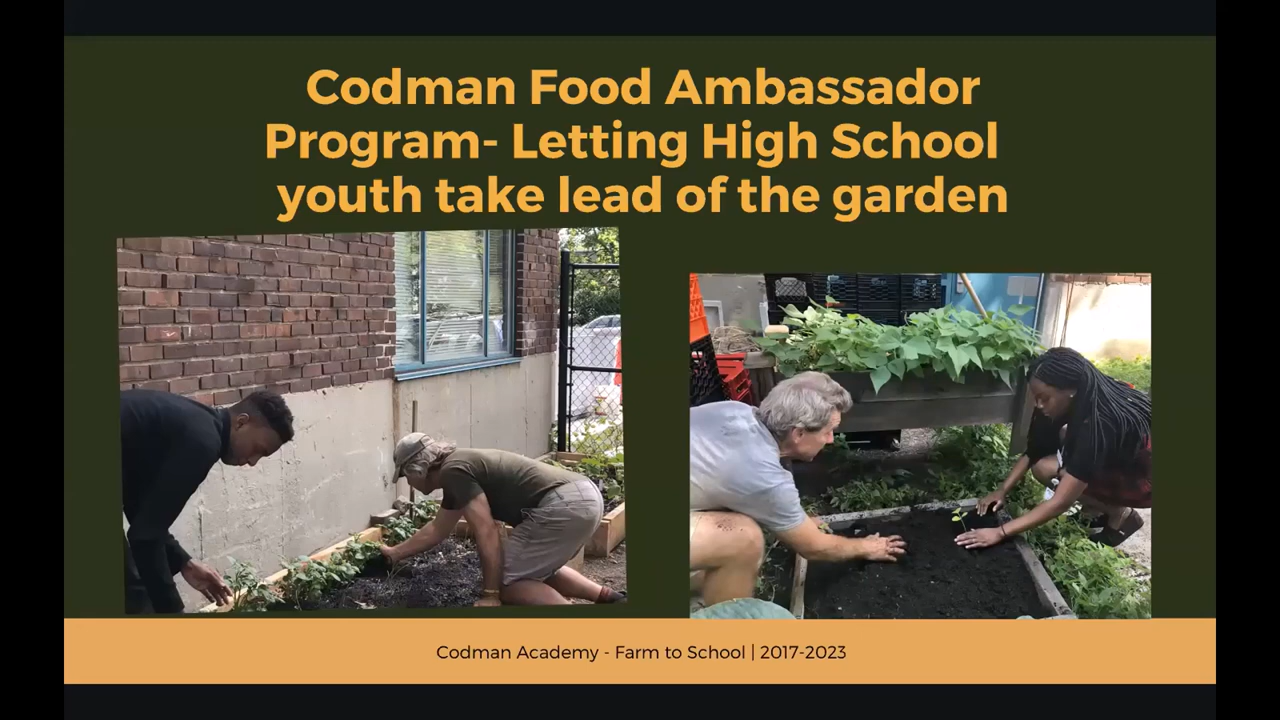 Codman Food Ambassador
Program- Letting High School
youth take lead of the garden
Codman Academy - Farm to School | 2017-2023